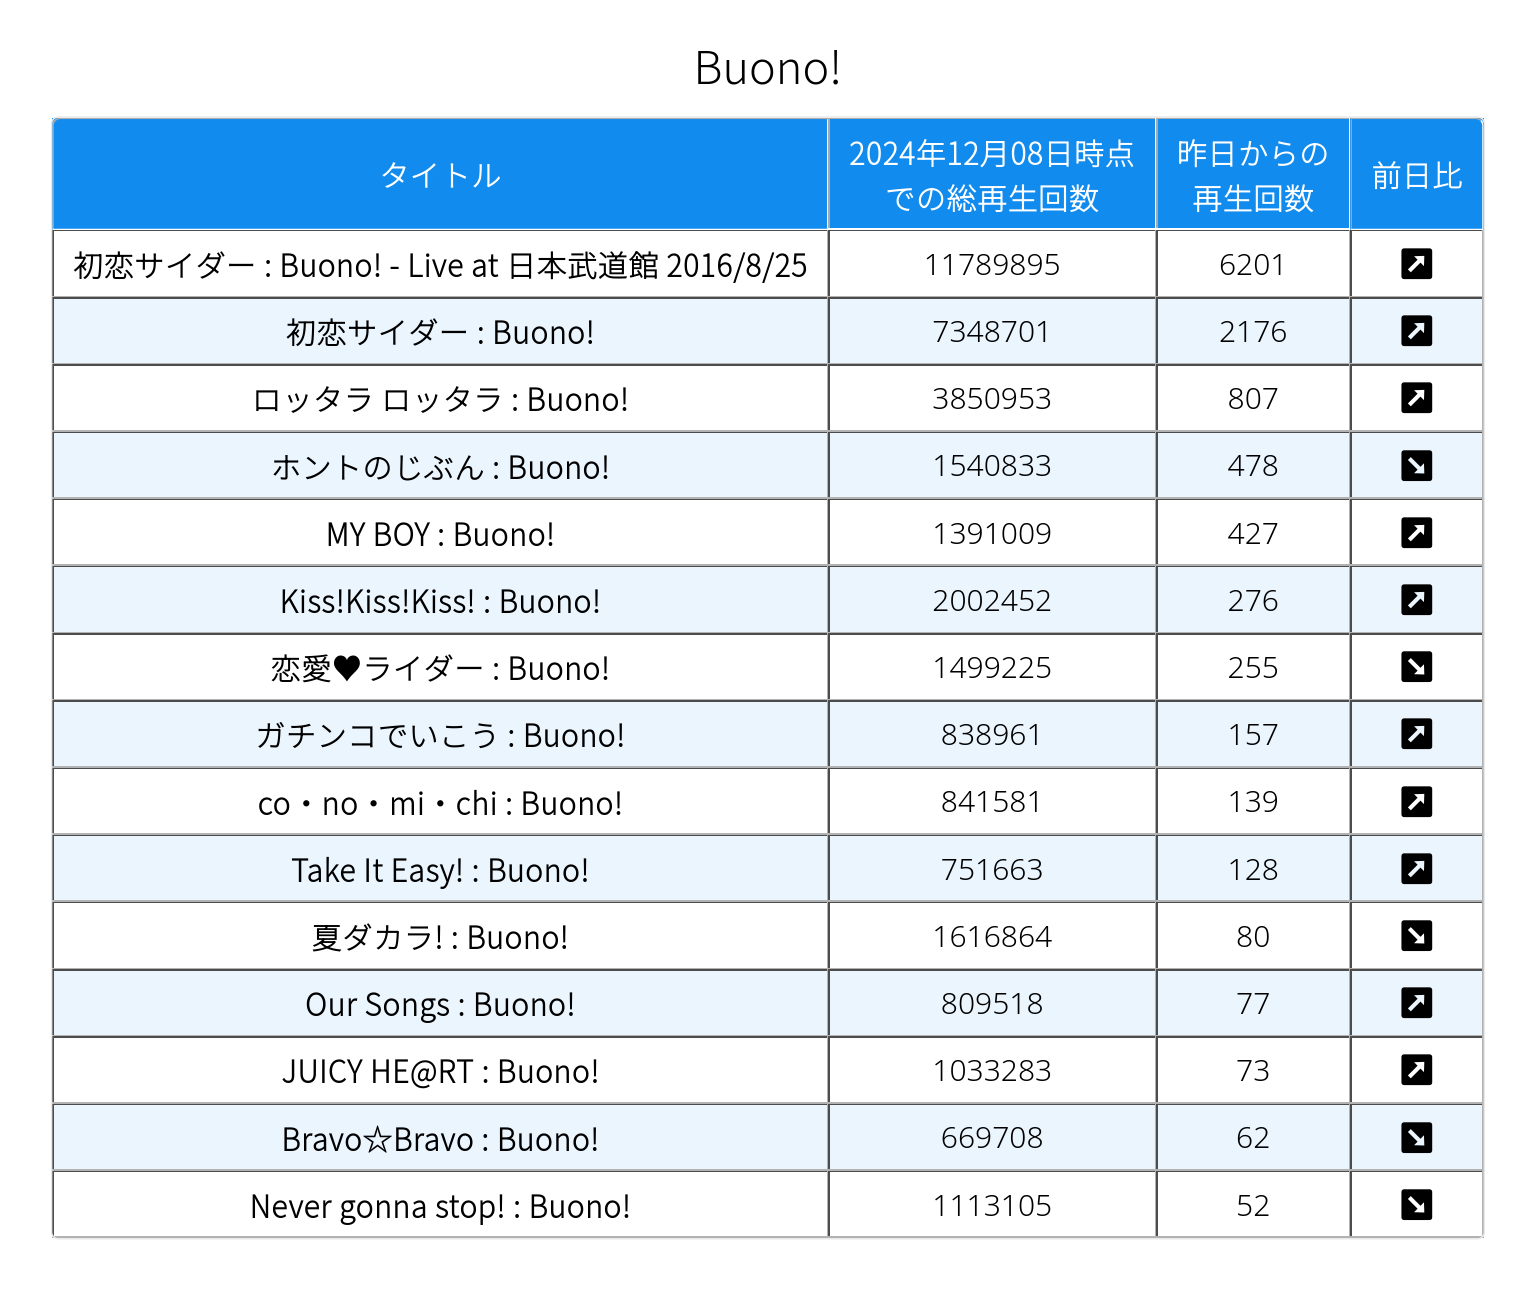 Buono!
タイトル 2024年12月08日時点での総再生回数 昨日からの再生回数 前日比
初恋サイダー : Buono! - Live at 日本武道館 2016/8/25 11789895 6201 ↗
初恋サイダー : Buono! 7348701 2176 ↗
ロッタラ ロッタラ : Buono! 3850953 807 ↗
ホントのじぶん : Buono! 1540833 478 ↘
MY BOY : Buono! 1391009 427 ↗
Kiss!Kiss!Kiss! : Buono! 2002452 276 ↗
恋愛♥ライダー : Buono! 1499225 255 ↘
ガチンコでいこう : Buono! 838961 157 ↗
co・no・mi・chi : Buono! 841581 139 ↗
Take It Easy! : Buono! 751663 128 ↗
夏ダカラ! : Buono! 1616864 80 ↘
Our Songs : Buono! 809518 77 ↗
JUICY HE@RT : Buono! 1033283 73 ↗
Bravo☆Bravo : Buono! 669708 62 ↘
Never gonna stop! : Buono! 1113105 52 ↘